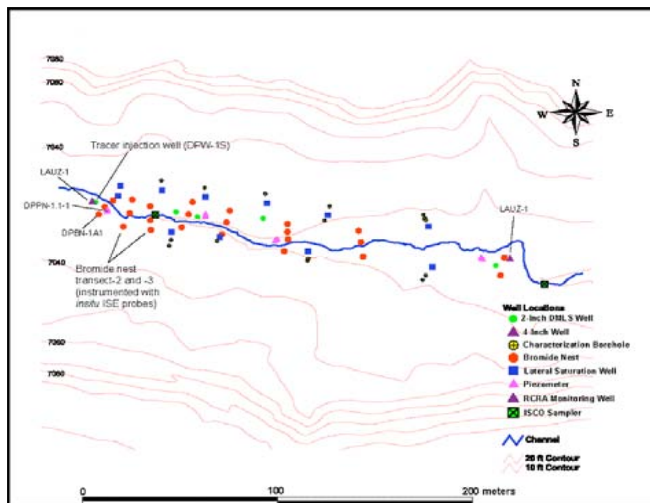 7080
7060
N
W
E
S
7040
Tracer injection well (DPW-1S)
LAUZ-1
DPPN-1.1-1
LAUZ-1
DPBN-1A1
Bromide nest
transect-2 and -3
(instrumented with
insitu ISE probes)
7040
Well Locations
2-Inch DMLS Well
4-Inch Well
Characterization Borehole
Bromide Nest
Lateral Saturation Well
Piezometer
RCRA Monitoring Well
ISCO Sampler
7060
7080
Channel
20 ft Contour
10 ft Contour
0
100
200 meters